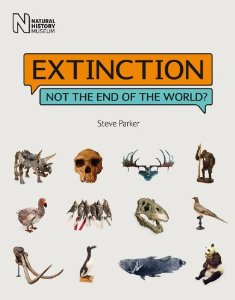 N
NATURAL
HISTORY
MUSEUM
EXTINCTION
NOT THE END OF THE WORLD?
Steve Parker